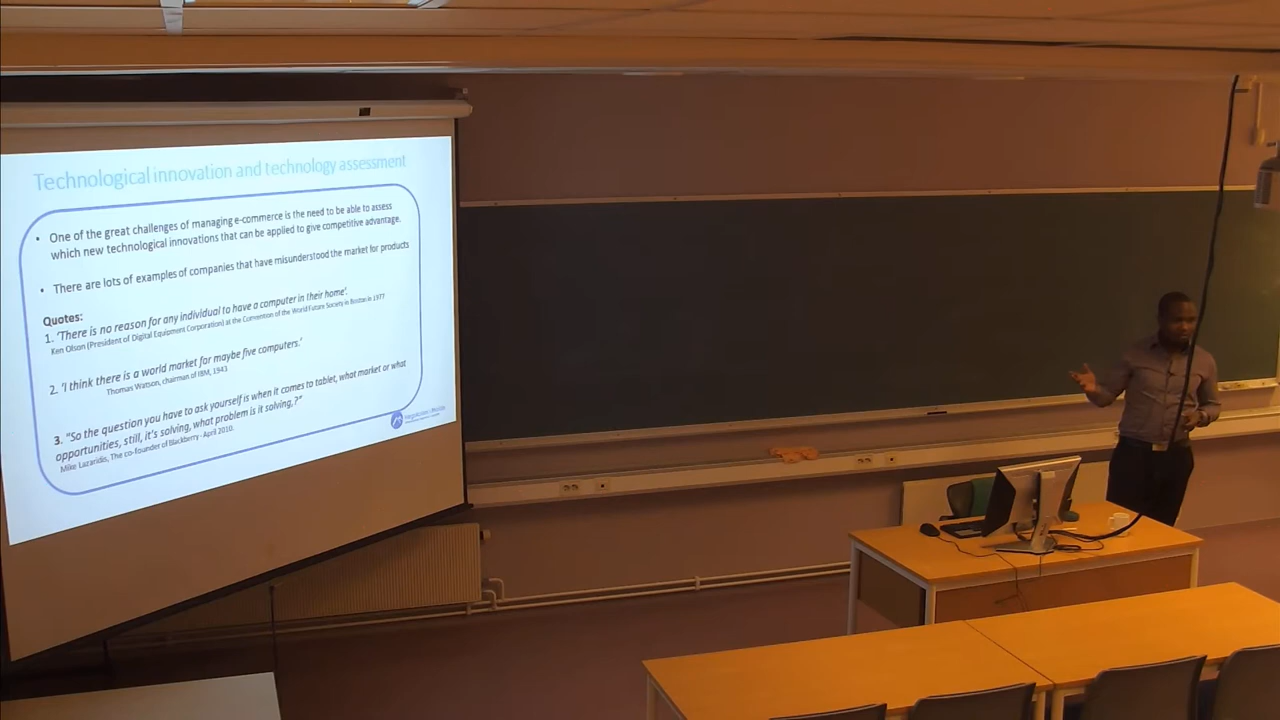 Technological innovation and technology assessment
• One of the great challenges of managing e-commerce is the need to be able to assess
which new technological innovations that can be applied to give competitive advantage.
• There are lots of examples of companies that have misunderstood the market for products
Quotes:
1. 'There is no reason for any individual to have a computer in their home'.
Ken Olson (President of Digital Equipment Corporation) at the Convention of the World Future Society in Boston in 1977
2. 'I think there is a world market for maybe five computers.'
Thomas Watson, chairman of IBM, 1943
3. "So the question you have to ask yourself is when it comes to tablet, what market or what
opportunities, still, it's solving, what problem is it solving,?"
Mike Lazaridis, The co-founder of Blackberry - April 2010.